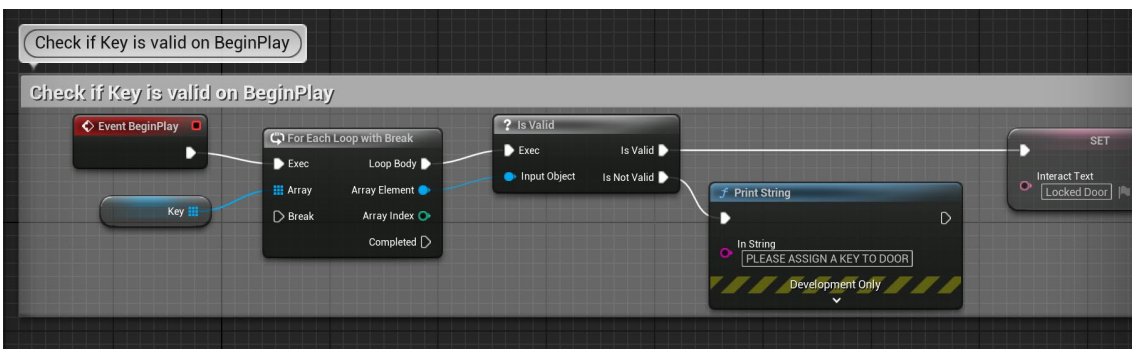 Check if Key is valid on BeginPlay
Check if Key is valid on BeginPlay
Event BeginPlay
Key
For Each Loop with Break
Exec
Loop Body
Array
Array Element
Break
Array Index
Completed
? Is Valid
Exec
Is Valid
Input Object
Is Not Valid
f Print String
In String
PLEASE ASSIGN A KEY TO DOOR
Development Only
SET
Interact Text
Locked Door